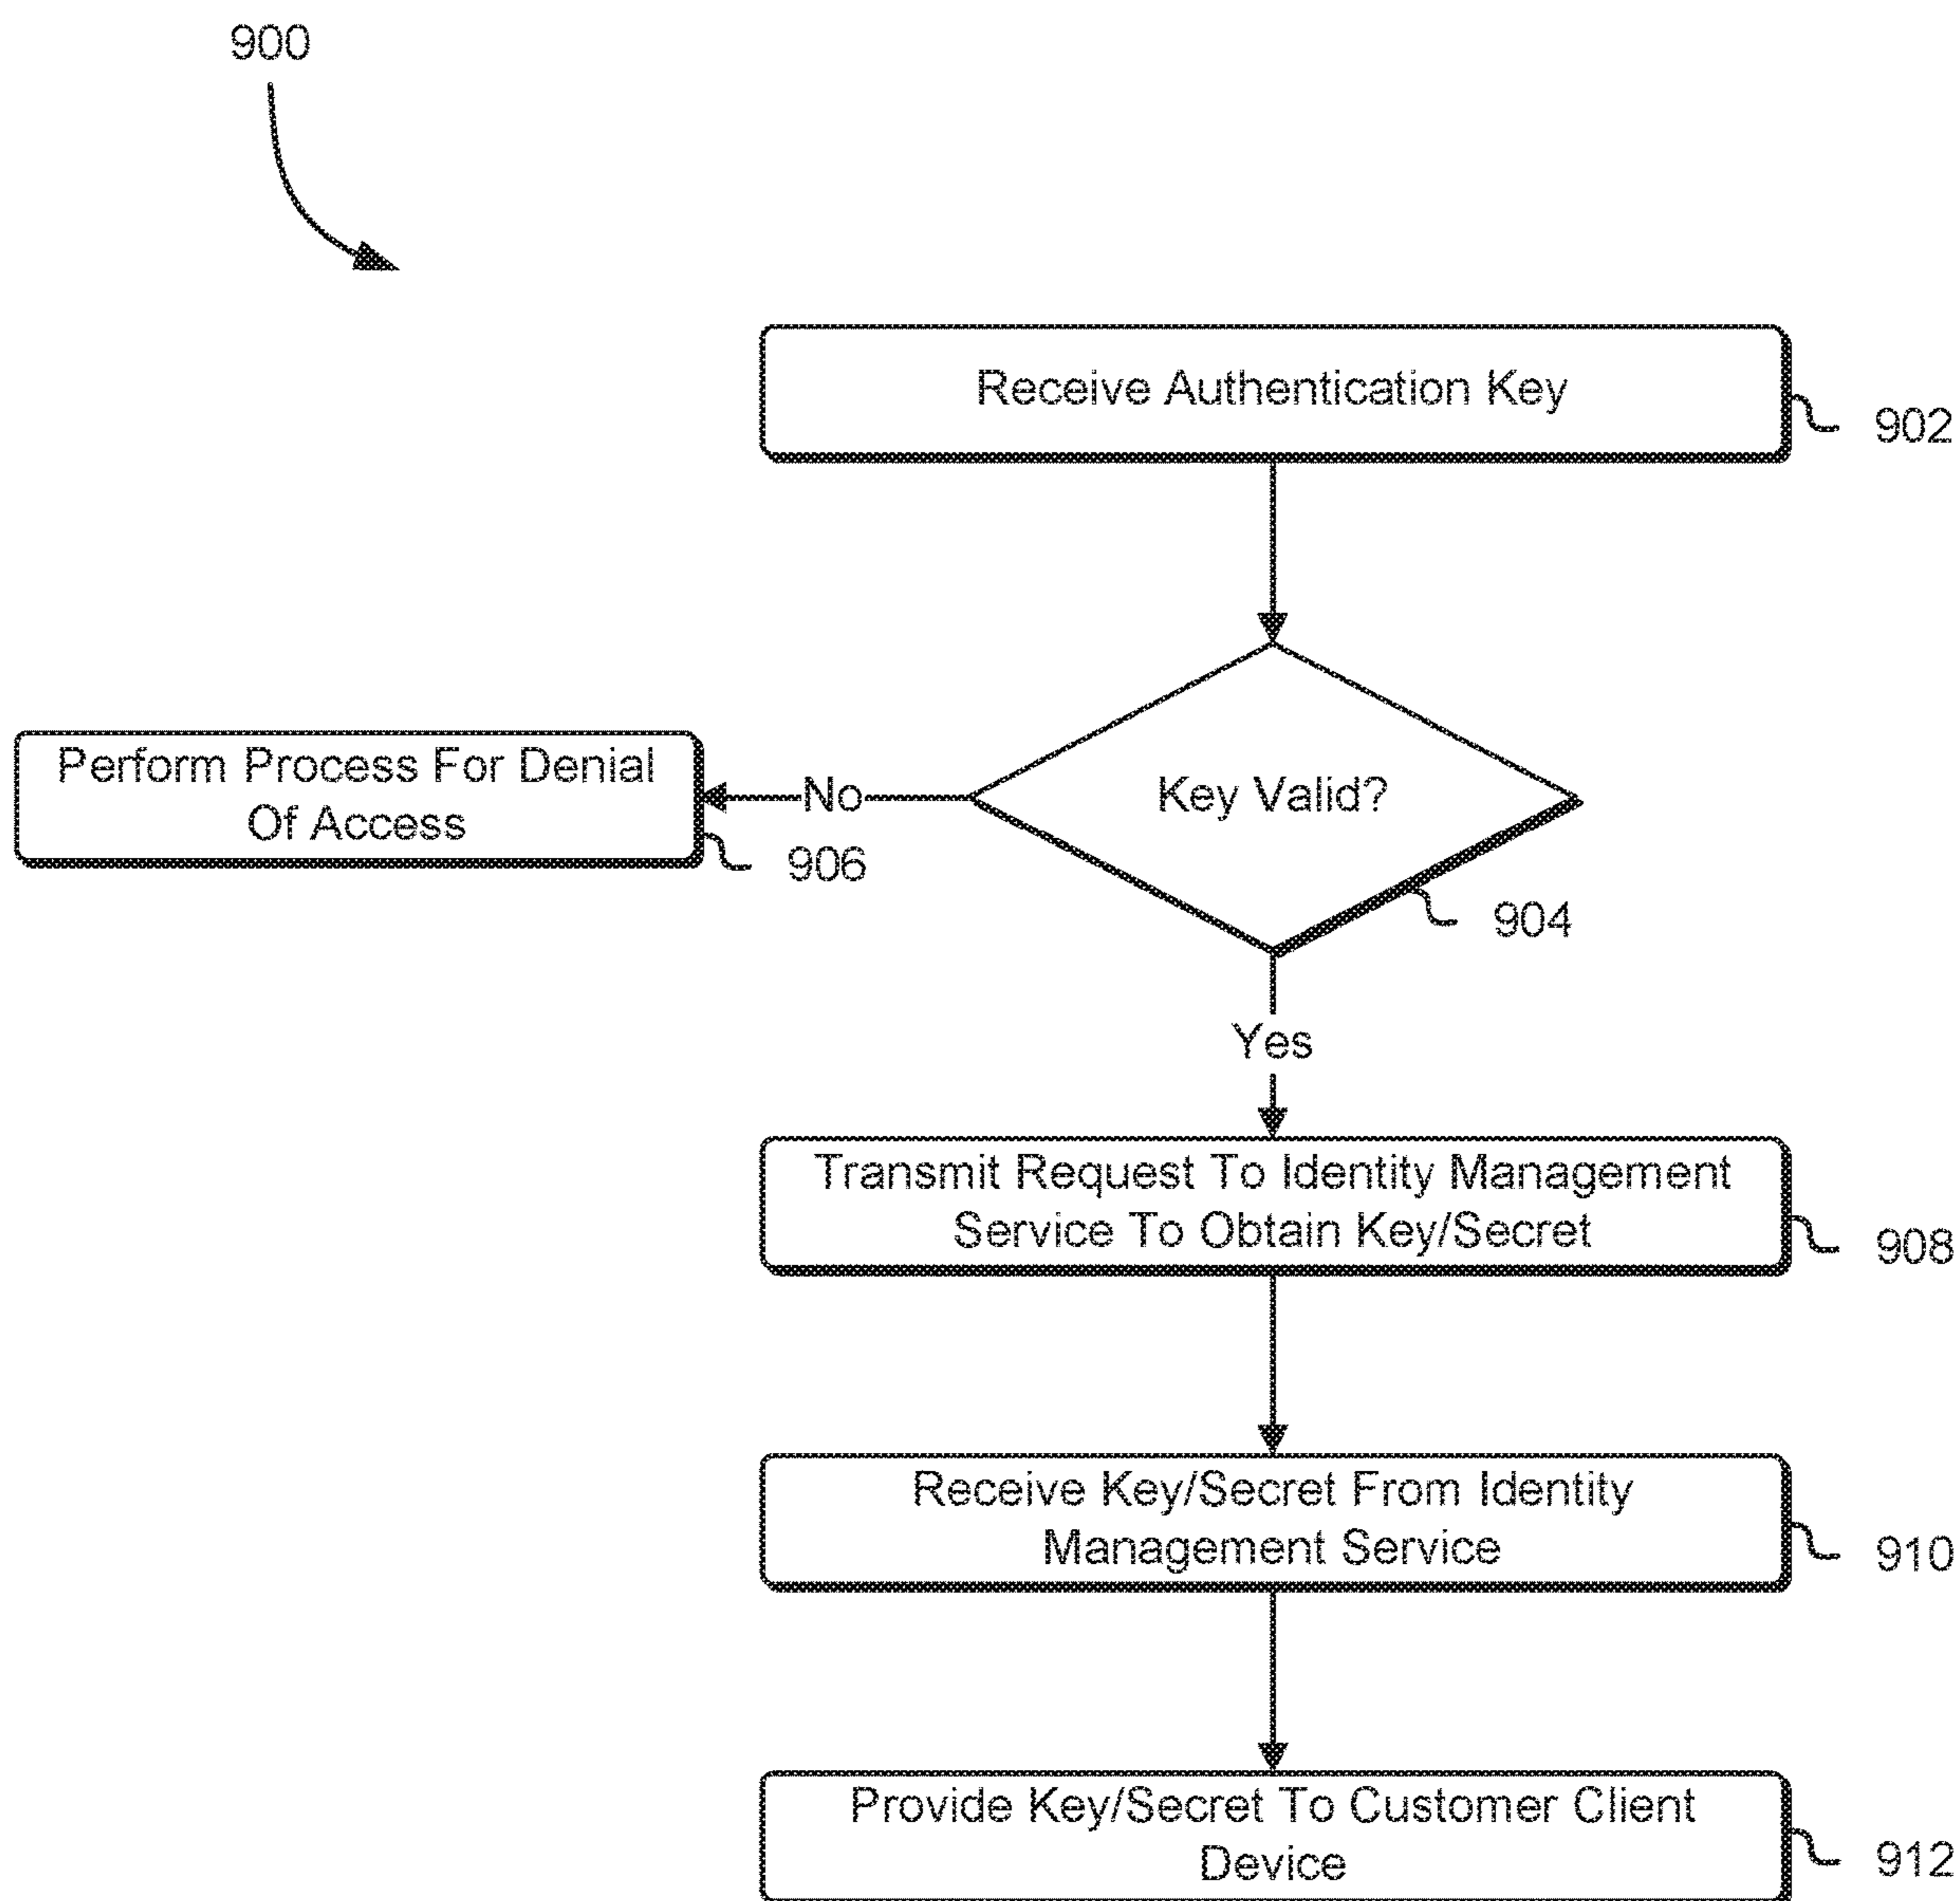 900
Receive Authentication Key
902
Key Valid?
904
No
Perform Process For Denial
Of Access
906
Yes
Transmit Request To Identity Management
Service To Obtain Key/Secret
908
Receive Key/Secret From Identity
Management Service
910
Provide Key/Secret To Customer Client
Device
912